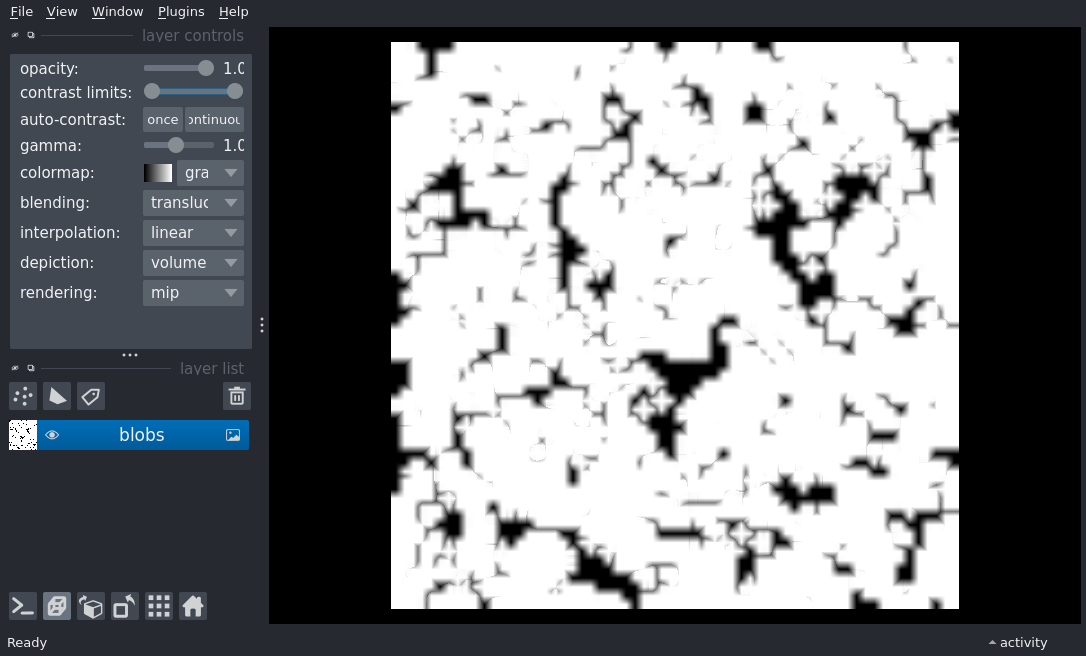 File View Window Plugins Help
layer controls
opacity: 1.0
contrast limits:
auto-contrast: once ontinuou
gamma: 1.0
colormap: gra
blending: transluc
interpolation: linear
depiction: volume
rendering: mip
layer list
blobs
Ready
activity